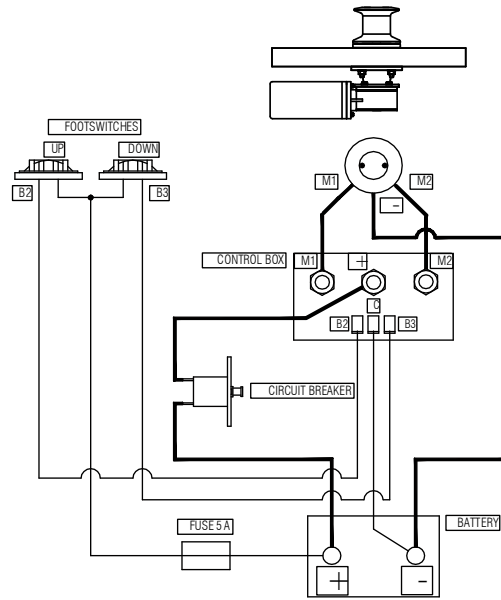 FOOTSWITCHES
UP
DOWN
B2
B3
M1
M2
-
CONTROL BOX
M1
+
M2
C
B2
B3
CIRCUIT BREAKER
FUSE 5 A
BATTERY
+
-